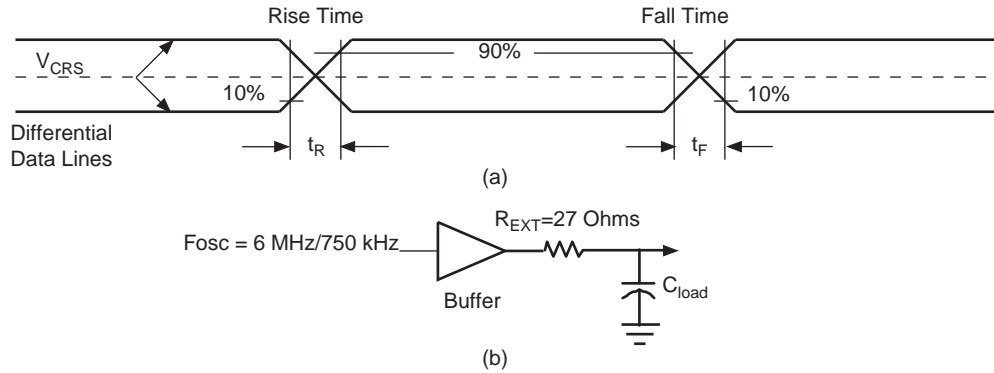 Rise Time
Fall Time
V_CRS
90%
10%
10%
Differential
Data Lines
t_R
t_F
(a)
R_EXT=27 Ohms
Fosc = 6 MHz/750 kHz
Buffer
C_load
(b)